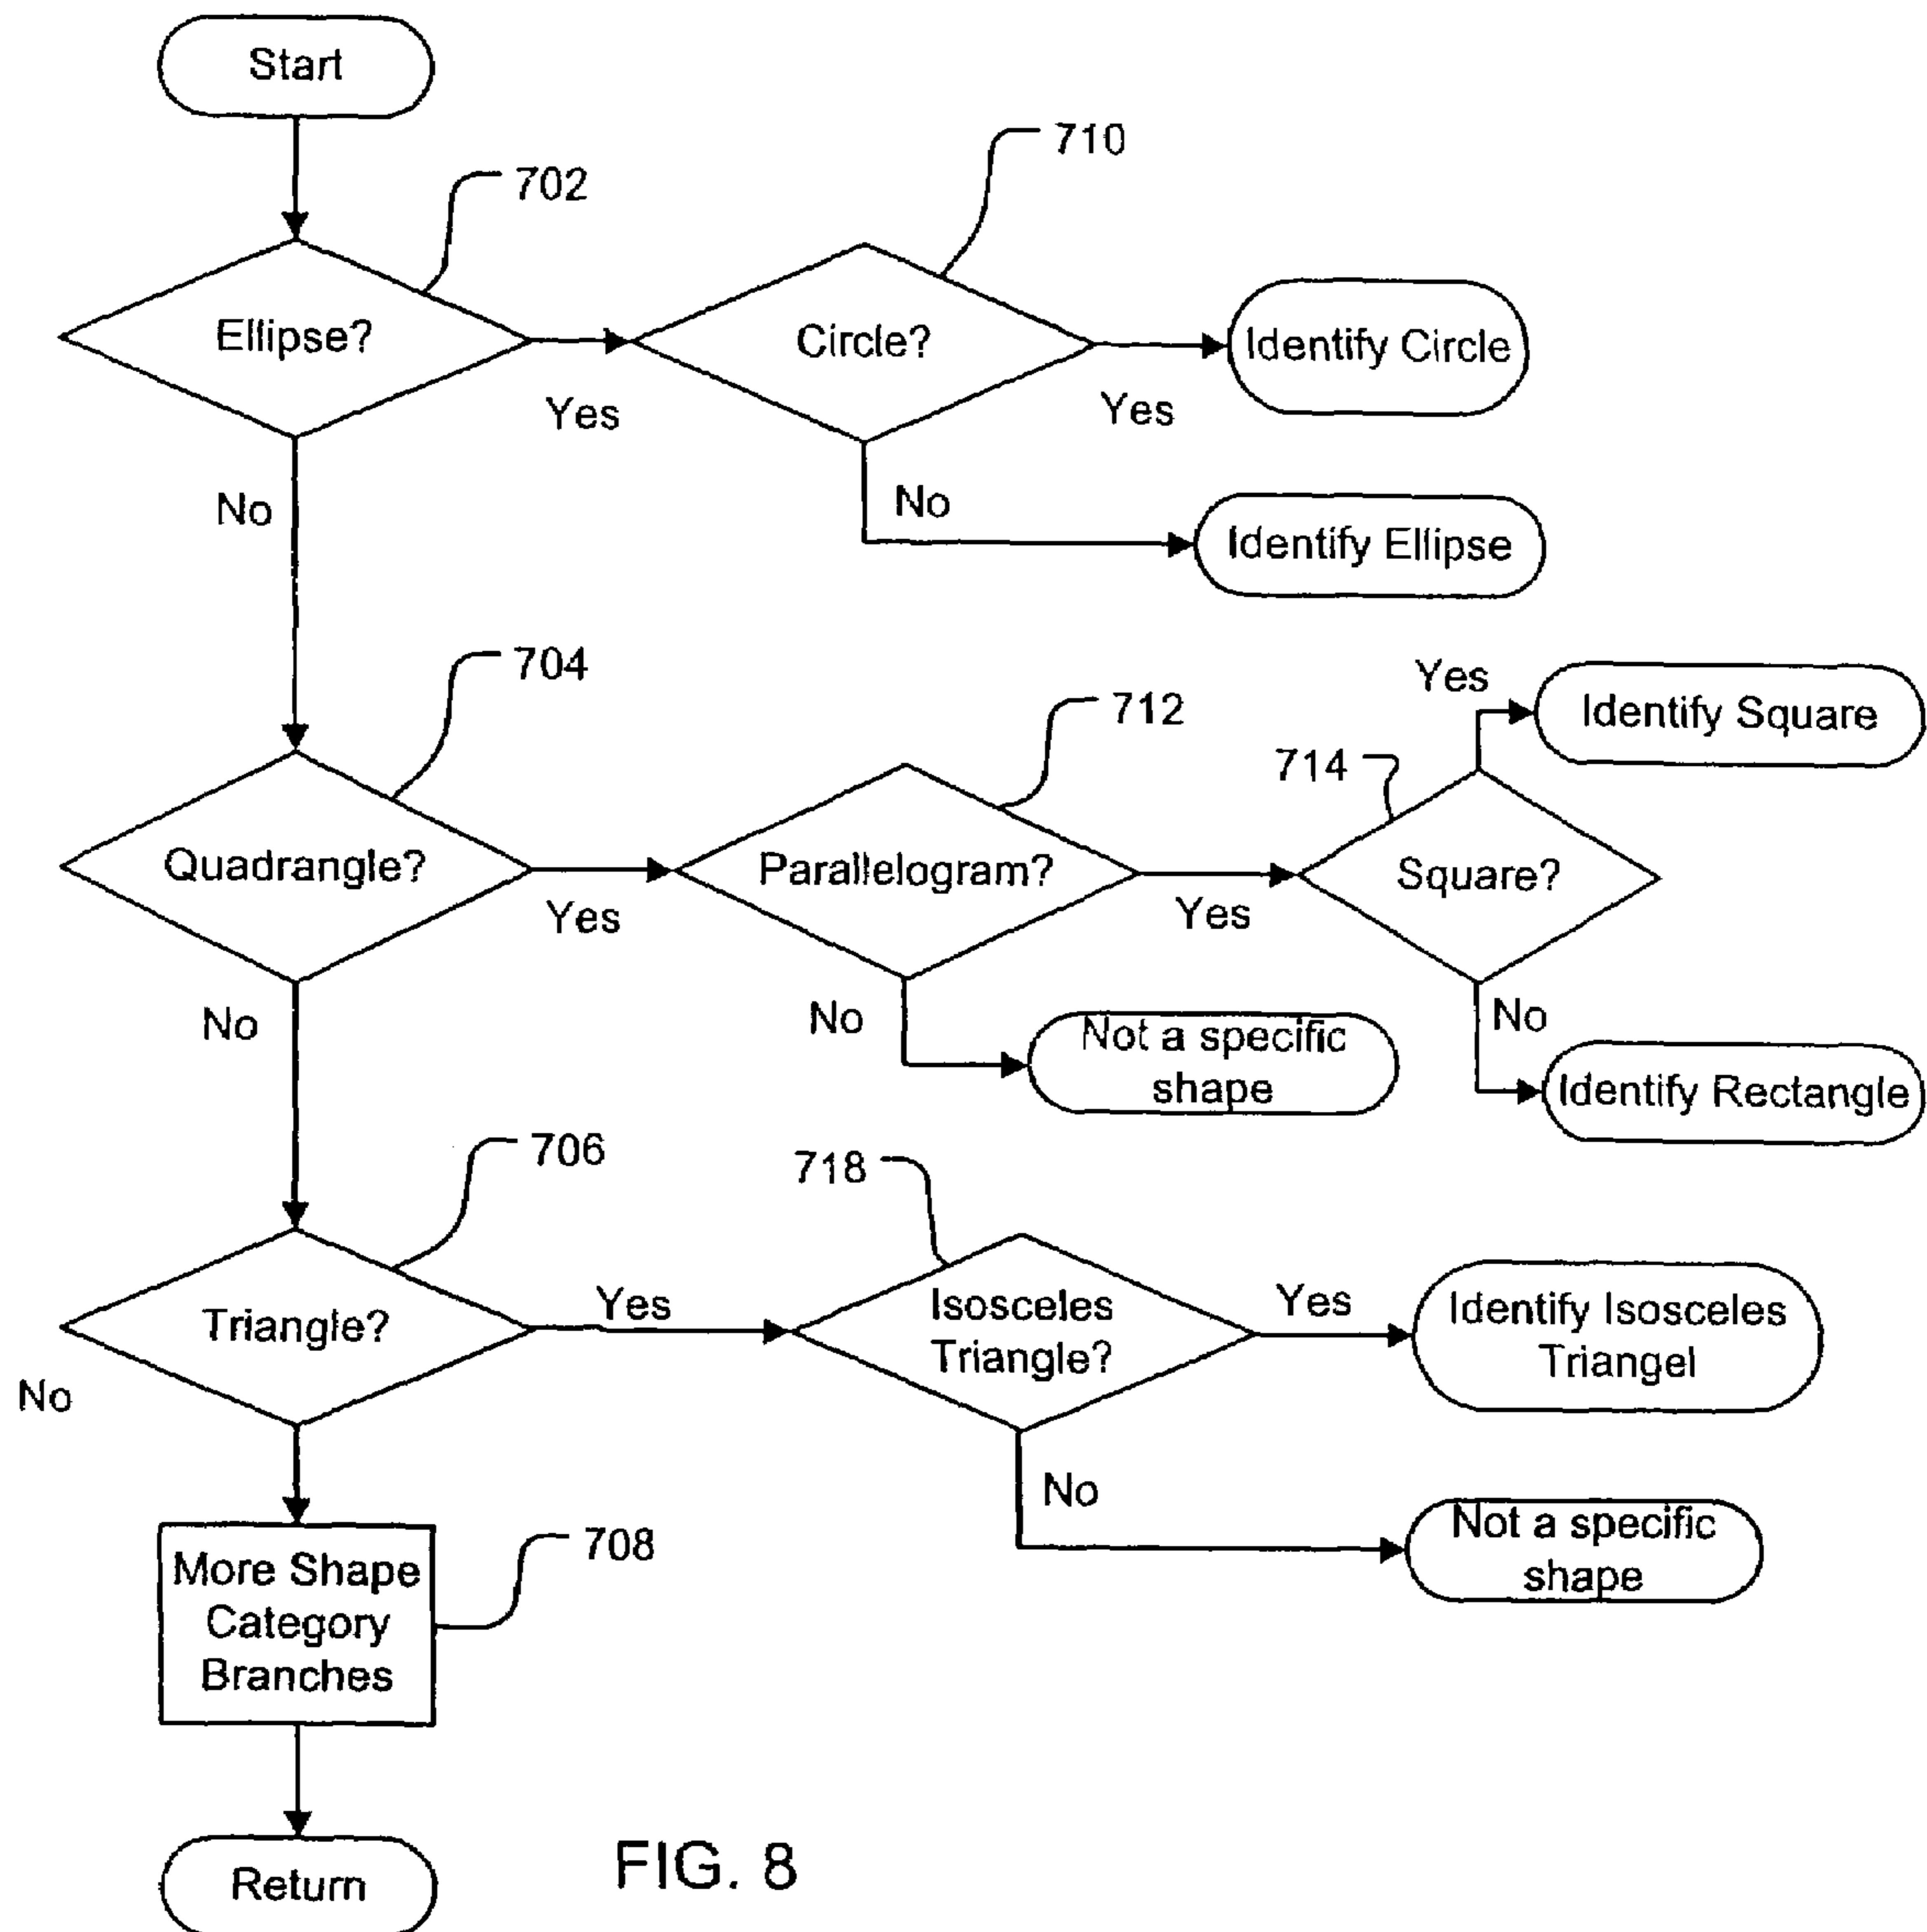 Start
702
710
Ellipse?
Circle?
Identify Circle
Yes
Yes
No
No
Identify Ellipse
704
712
714
Yes
Identify Square
Quadrangle?
Parallelogram?
Square?
Yes
Yes
No
No
Not a specific
shape
No
Identify Rectangle
706
718
Triangle?
Yes
Isosceles
Triangle?
Yes
Identify Isosceles
Triangel
No
No
Not a specific
shape
More Shape
Category
Branches
708
Return
FIG. 8